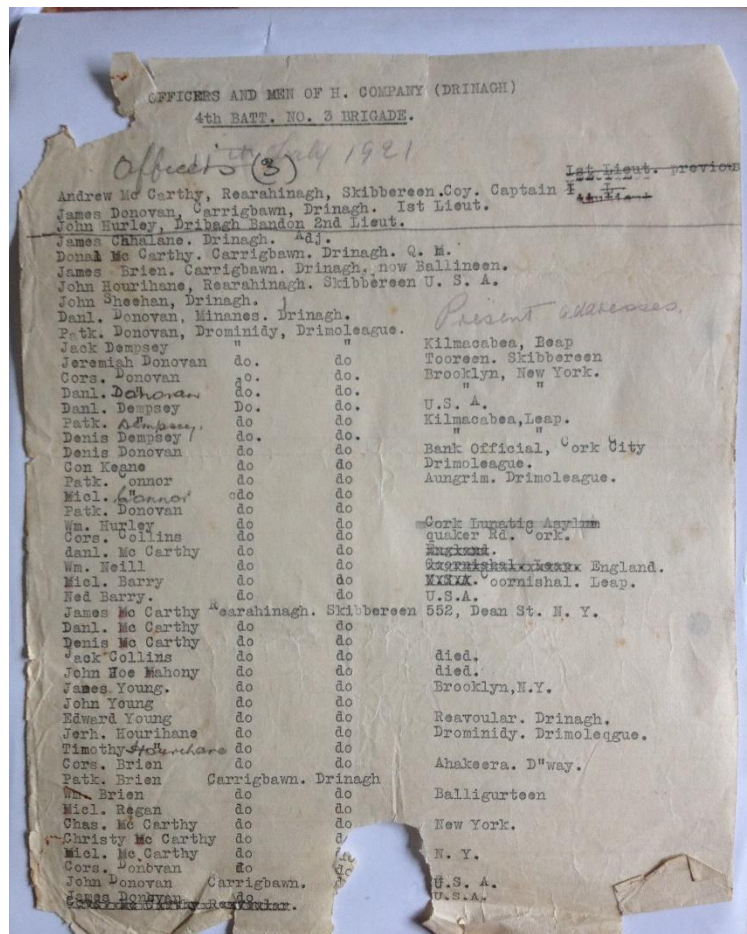 OFFICERS AND MEN OF H. COMPANY (DRINAGH)
4th BATT. NO. 3 BRIGADE.
Officers (3) July 1921
Ist Lieut. previous
Andrew Mc Carthy, Rearahinagh, Skibbereen.Coy. Captain
James Donovan, Carrigbawn, Drinagh. Ist Lieut.
John Hurley, Dribagh Bandon 2nd Lieut.
James Chhalane. Drinagh. Adj.
Donal Mc Carthy. Carrigbawn. Drinagh. Q. M.
James Brien. Carrigbawn. Drinagh. now Ballineen.
John Hourihane, Rearahinagh. Skibbereen U. S. A.
John Sheehan, Drinagh.
Danl. Donovan, Minanes. Drinagh.
Present addresses.
Patk. Donovan, Drominidy, Drimoleague.
Jack Dempsey " " Kilmacabea, Leap
Jeremiah Donovan do. do Tooreen. Skibbereen
Cors. Donovan do. do. Brooklyn, New York.
Danl. Donovan do. do. " "
Danl. Dempsey Do. do. U.S. A.
Patk. Dempsey, do do Kilmacabea,Leap.
Denis Dempsey do. do. " "
Denis Donovan do do Bank Official, Cork City
Con Keane do do Drimoleague.
Patk. Connor do do Aungrim. Drimoleague.
Micl. Connor do do
Patk. Donovan do do
Wm. Hurley do do Cork Lunatic Asylum
Cors. Collins do do quaker Rd. Cork.
danl. Mc Carthy do do England.
Wm. Neill do do England.
Micl. Barry do do Coornishal. Leap.
Ned Barry. do do U.S.A.
James Mc Carthy Rearahinagh. Skibbereen 552, Dean St. N. Y.
Danl. Mc Carthy do do
Denis Mc Carthy do do
Jack Collins do do died.
John Hoe Mahony do do died.
James Young. do do Brooklyn,N.Y.
John Young do do
Edward Young do do Reavoular. Drinagh.
Jerh. Hourihane do do Drominidy. Drimoleqgue.
Timothy Hourihane do do
Cors. Brien do do Ahakeera. D"way.
Patk. Brien Carrigbawn. Drinagh
Wm. Brien do do Balligurteen
Micl. Regan do do
Chas. Mc Carthy do do New York.
Christy Mc Carthy do
Micl. Mc Carthy do N. Y.
Cors. Donbvan do
John Donovan Carrigbawn. U.S. A.
James Donbvan do U.S.A.